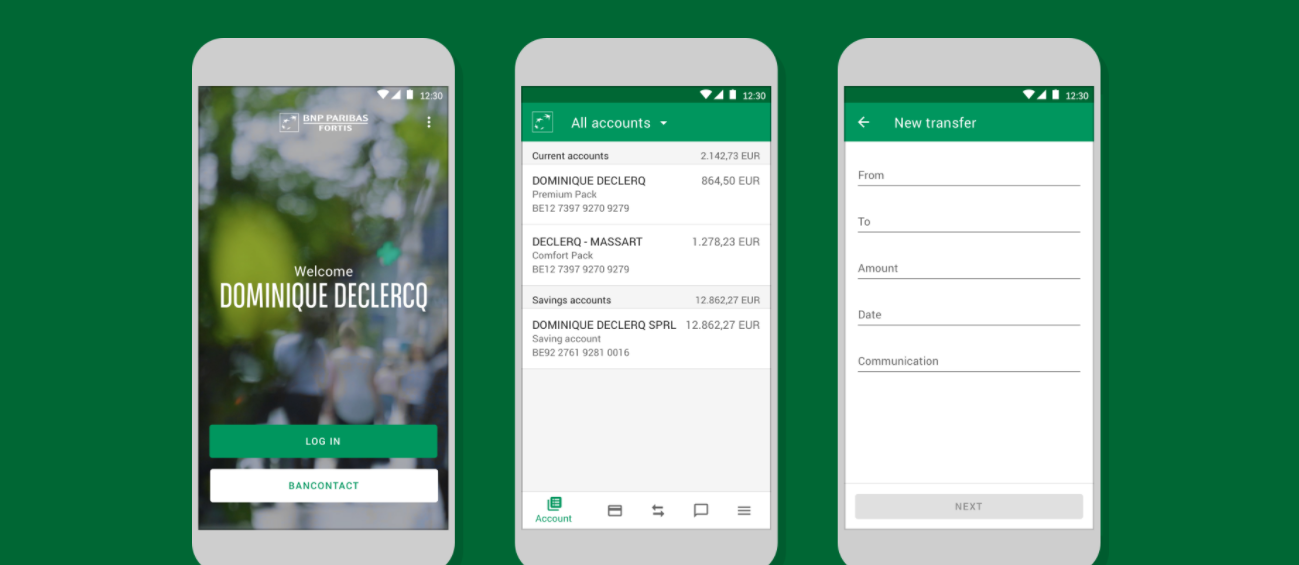 12:30
BNP PARIBAS
FORTIS
Welcome
DOMINIQUE DECLERCQ
LOG IN
BANCONTACT
12:30
All accounts
Current accounts 2.142,73 EUR
DOMINIQUE DECLERQ 864,50 EUR
Premium Pack
BE12 7397 9270 9279
DECLERQ - MASSART 1.278,23 EUR
Comfort Pack
BE12 7397 9270 9279
Savings accounts 12.862,27 EUR
DOMINIQUE DECLERQ SPRL 12.862,27 EUR
Saving account
BE92 2761 9281 0016
Account
12:30
New transfer
From
To
Amount
Date
Communication
NEXT